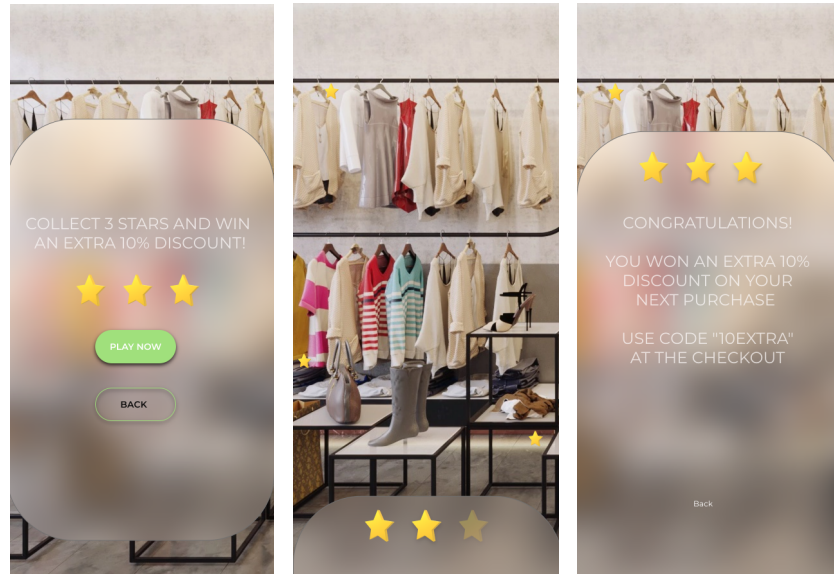 COLLECT 3 STARS AND WIN
AN EXTRA 10% DISCOUNT!
PLAY NOW
BACK
CONGRATULATIONS!
YOU WON AN EXTRA 10%
DISCOUNT ON YOUR
NEXT PURCHASE
USE CODE "10EXTRA"
AT THE CHECKOUT
Back